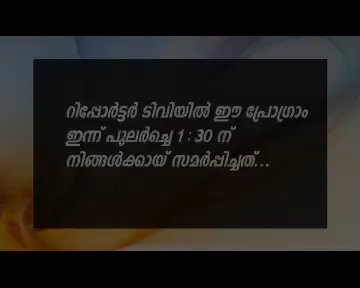 റിപ്പോർട്ടർ ടിവിയിൽ ഈ പ്രോഗ്രാം
ഇന്ന് പുലർച്ചെ 1 : 30 ന്
നിങ്ങൾക്കായ് സമർപ്പിച്ചത്...